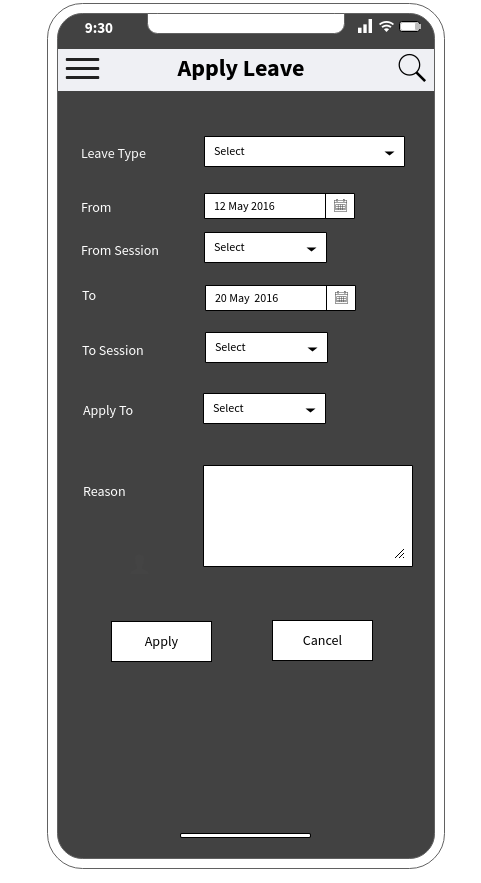 9:30
Apply Leave
Leave Type Select
From 12 May 2016
From Session Select
To 20 May  2016
To Session Select
Apply To Select
Reason
Apply Cancel